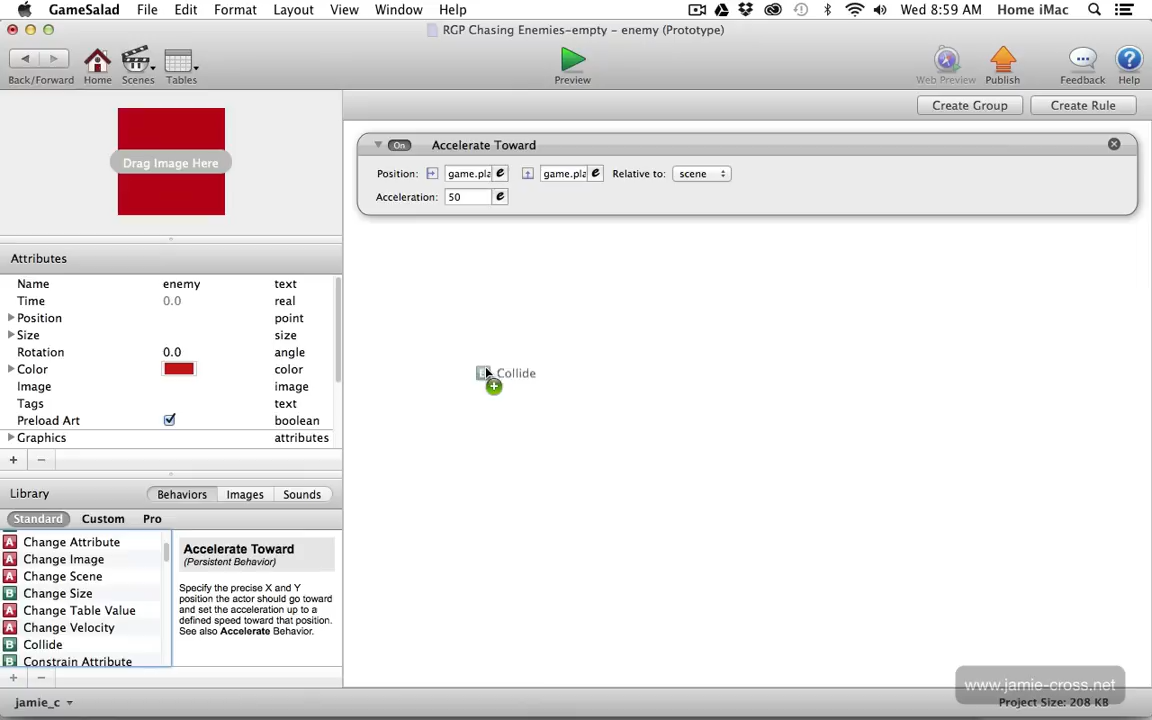 GameSalad File Edit Format Layout View Window Help Wed 8:59 AM Home iMac
RGP Chasing Enemies-empty – enemy (Prototype)
Back/Forward Home Scenes Tables Preview Web Preview Publish Feedback Help
Create Group Create Rule
Drag Image Here
On Accelerate Toward
Position: game.pla e game.pla e Relative to: scene
Acceleration: 50 e
Attributes
Name enemy text
Time 0.0 real
Position point
Size size
Rotation 0.0 angle
Color color
Image image
Tags text
Preload Art boolean
Graphics attributes
Collide
Library Behaviors Images Sounds
Standard Custom Pro
A Change Attribute
A Change Image
A Change Scene
B Change Size
A Change Table Value
A Change Velocity
B Collide
B Constrain Attribute
Accelerate Toward
(Persistent Behavior)
Specify the precise X and Y
position the actor should go toward
and set the acceleration up to a
defined speed toward that position.
See also Accelerate Behavior.
www.jamie-cross.net
jamie_c Project Size: 208 KB